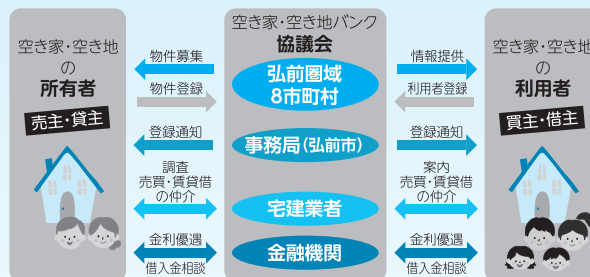 空き家・空き地
の
所有者
売主・貸主
物件募集
物件登録
登録通知
調査
売買・賃貸借
の仲介
金利優遇
借入金相談
空き家・空き地バンク
協議会
弘前圏域
8市町村
事務局（弘前市）
宅建業者
金融機関
情報提供
利用者登録
登録通知
案内
売買・賃貸借
の仲介
金利優遇
借入金相談
空き家・空き地
の
利用者
買主・借主